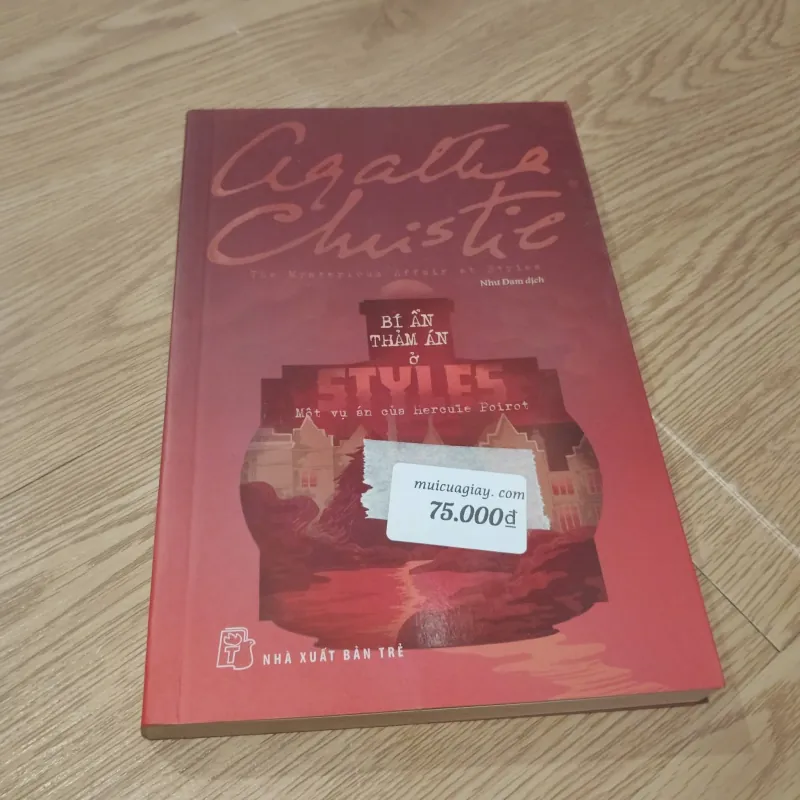 Agatha
Christie
The Mysterious Affair at Styles
Như Đam dịch
BÍ ẨN
THẢM ÁN
Ở
STYLES
Một vụ án của Hercule Poirot
muicuagiay. com
75.000₫
T
NHÀ XUẤT BẢN TRẺ